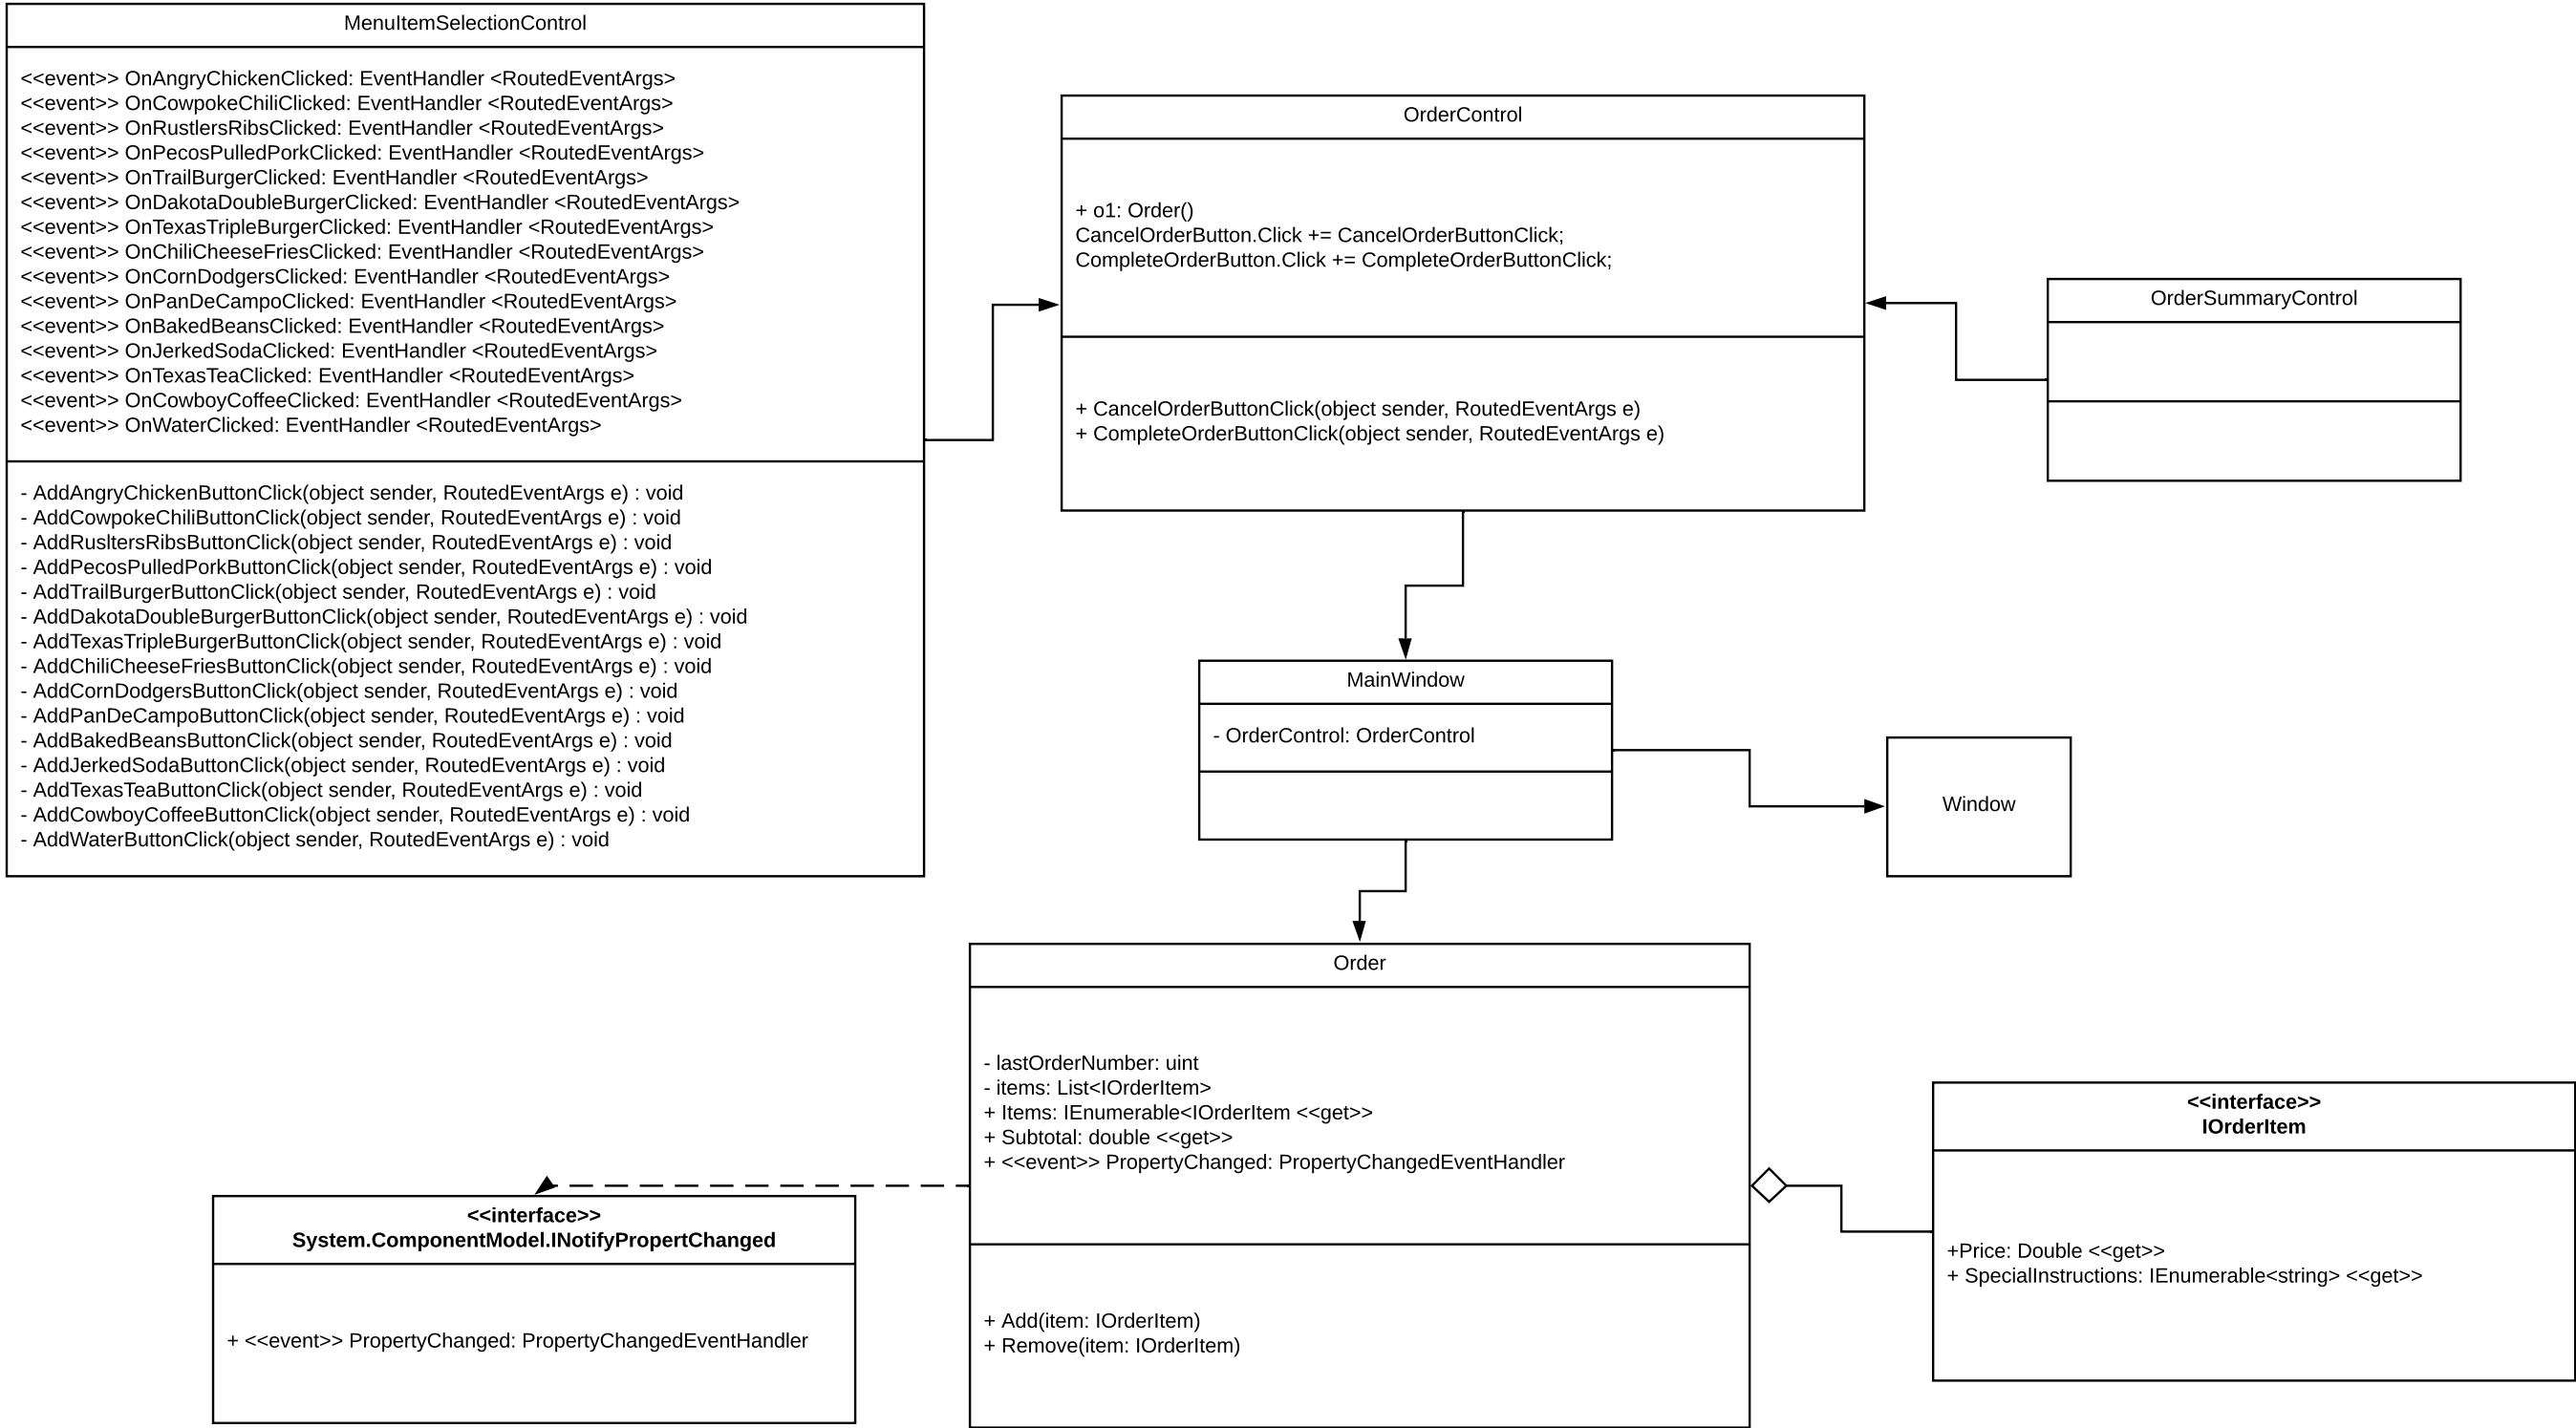 MenuItemSelectionControl
<<event>> OnAngryChickenClicked: EventHandler <RoutedEventArgs>
<<event>> OnCowpokeChiliClicked: EventHandler <RoutedEventArgs>
<<event>> OnRustlersRibsClicked: EventHandler <RoutedEventArgs>
<<event>> OnPecosPulledPorkClicked: EventHandler <RoutedEventArgs>
<<event>> OnTrailBurgerClicked: EventHandler <RoutedEventArgs>
<<event>> OnDakotaDoubleBurgerClicked: EventHandler <RoutedEventArgs>
<<event>> OnTexasTripleBurgerClicked: EventHandler <RoutedEventArgs>
<<event>> OnChiliCheeseFriesClicked: EventHandler <RoutedEventArgs>
<<event>> OnCornDodgersClicked: EventHandler <RoutedEventArgs>
<<event>> OnPanDeCampoClicked: EventHandler <RoutedEventArgs>
<<event>> OnBakedBeansClicked: EventHandler <RoutedEventArgs>
<<event>> OnJerkedSodaClicked: EventHandler <RoutedEventArgs>
<<event>> OnTexasTeaClicked: EventHandler <RoutedEventArgs>
<<event>> OnCowboyCoffeeClicked: EventHandler <RoutedEventArgs>
<<event>> OnWaterClicked: EventHandler <RoutedEventArgs>
- AddAngryChickenButtonClick(object sender, RoutedEventArgs e) : void
- AddCowpokeChiliButtonClick(object sender, RoutedEventArgs e) : void
- AddRusltersRibsButtonClick(object sender, RoutedEventArgs e) : void
- AddPecosPulledPorkButtonClick(object sender, RoutedEventArgs e) : void
- AddTrailBurgerButtonClick(object sender, RoutedEventArgs e) : void
- AddDakotaDoubleBurgerButtonClick(object sender, RoutedEventArgs e) : void
- AddTexasTripleBurgerButtonClick(object sender, RoutedEventArgs e) : void
- AddChiliCheeseFriesButtonClick(object sender, RoutedEventArgs e) : void
- AddCornDodgersButtonClick(object sender, RoutedEventArgs e) : void
- AddPanDeCampoButtonClick(object sender, RoutedEventArgs e) : void
- AddBakedBeansButtonClick(object sender, RoutedEventArgs e) : void
- AddJerkedSodaButtonClick(object sender, RoutedEventArgs e) : void
- AddTexasTeaButtonClick(object sender, RoutedEventArgs e) : void
- AddCowboyCoffeeButtonClick(object sender, RoutedEventArgs e) : void
- AddWaterButtonClick(object sender, RoutedEventArgs e) : void
OrderControl
+ o1: Order()
CancelOrderButton.Click += CancelOrderButtonClick;
CompleteOrderButton.Click += CompleteOrderButtonClick;
+ CancelOrderButtonClick(object sender, RoutedEventArgs e)
+ CompleteOrderButtonClick(object sender, RoutedEventArgs e)
OrderSummaryControl
MainWindow
- OrderControl: OrderControl
Window
Order
- lastOrderNumber: uint
- items: List<IOrderItem>
+ Items: IEnumerable<IOrderItem <<get>>
+ Subtotal: double <<get>>
+ <<event>> PropertyChanged: PropertyChangedEventHandler
+ Add(item: IOrderItem)
+ Remove(item: IOrderItem)
<<interface>>
System.ComponentModel.INotifyPropertChanged
+ <<event>> PropertyChanged: PropertyChangedEventHandler
<<interface>>
IOrderItem
+Price: Double <<get>>
+ SpecialInstructions: IEnumerable<string> <<get>>